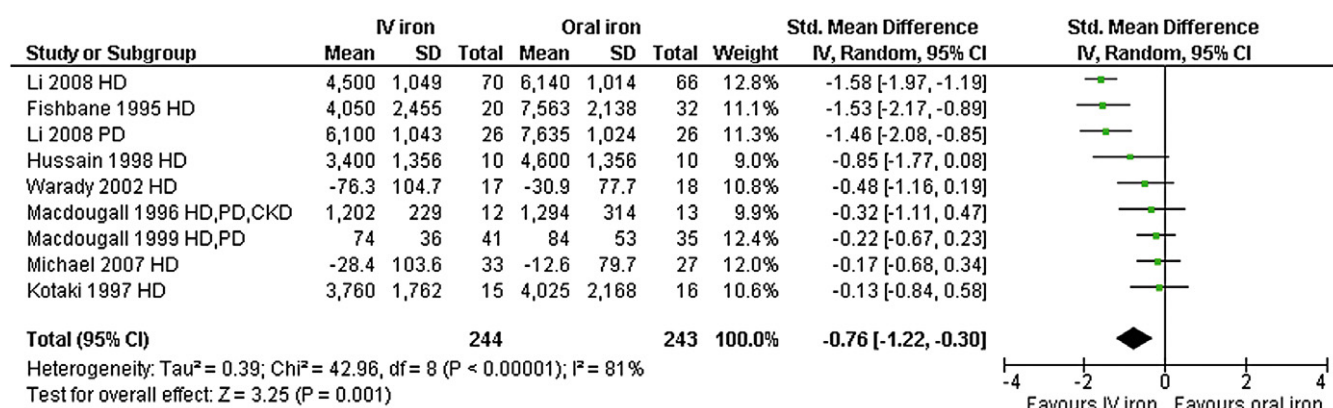 IV iron Oral iron Std. Mean Difference Std. Mean Difference
Study or Subgroup Mean SD Total Mean SD Total Weight IV, Random, 95% CI IV, Random, 95% CI
Li 2008 HD 4,500 1,049 70 6,140 1,014 66 12.8% -1.58 [-1.97, -1.19]
Fishbane 1995 HD 4,050 2,455 20 7,563 2,138 32 11.1% -1.53 [-2.17, -0.89]
Li 2008 PD 6,100 1,043 26 7,635 1,024 26 11.3% -1.46 [-2.08, -0.85]
Hussain 1998 HD 3,400 1,356 10 4,600 1,356 10 9.0% -0.85 [-1.77, 0.08]
Warady 2002 HD -76.3 104.7 17 -30.9 77.7 18 10.8% -0.48 [-1.16, 0.19]
Macdougall 1996 HD,PD,CKD 1,202 229 12 1,294 314 13 9.9% -0.32 [-1.11, 0.47]
Macdougall 1999 HD,PD 74 36 41 84 53 35 12.4% -0.22 [-0.67, 0.23]
Michael 2007 HD -28.4 103.6 33 -12.6 79.7 27 12.0% -0.17 [-0.68, 0.34]
Kotaki 1997 HD 3,760 1,762 15 4,025 2,168 16 10.6% -0.13 [-0.84, 0.58]
Total (95% CI) 244 243 100.0% -0.76 [-1.22, -0.30]
Heterogeneity: Tau² = 0.39; Chi² = 42.96, df = 8 (P < 0.00001); I² = 81%
Test for overall effect: Z = 3.25 (P = 0.001)
-4 -2 0 2 4
Favours IV iron Favours oral iron